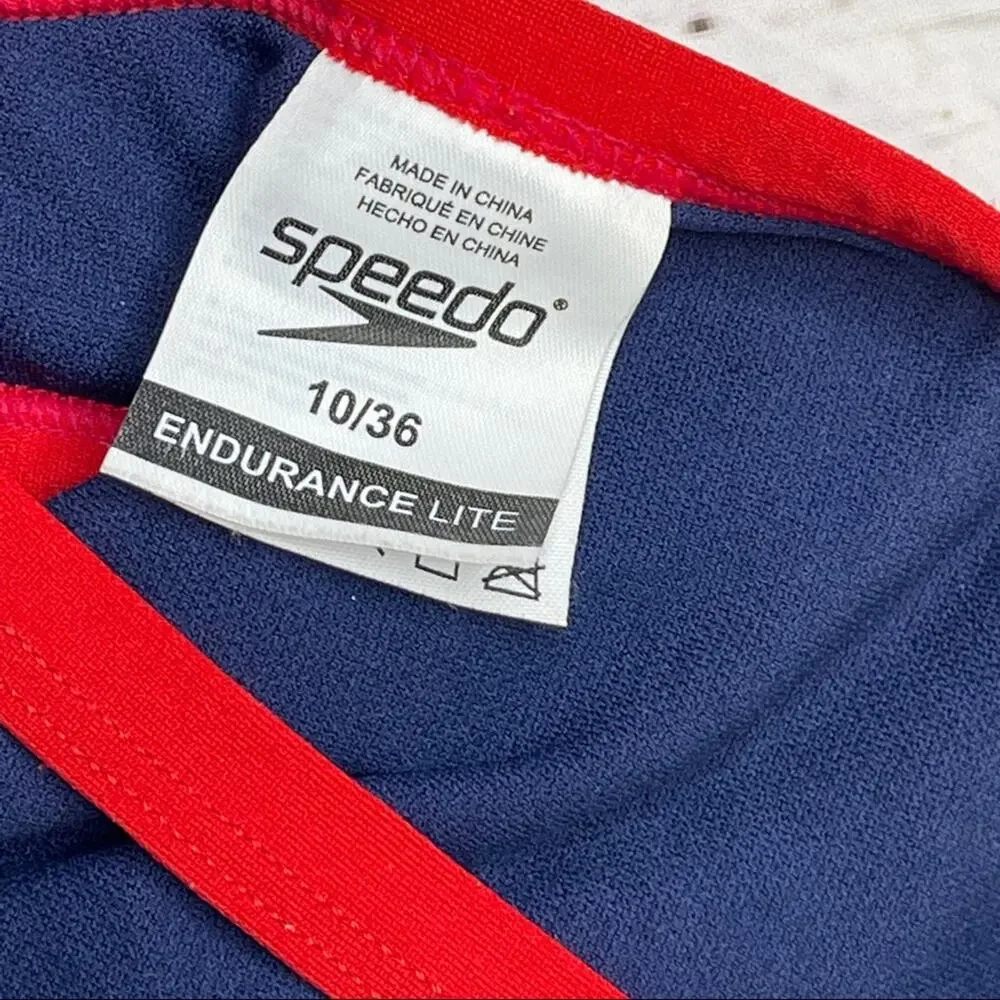 MADE IN CHINA
FABRIQUÉ EN CHINE
HECHO EN CHINA
speedo®
10/36
ENDURANCE LITE